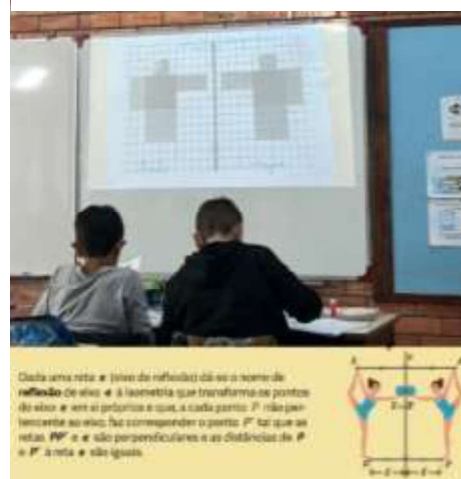 Dada uma reta e (eixo de reflexão) dá-se o nome de
reflexão de eixo e à isometria que transforma os pontos
do eixo e em si próprios e que, a cada ponto P não per-
tencente ao eixo, faz corresponder o ponto P' tal que as
retas PP' e e são perpendiculares e as distâncias de P
e P' à reta e são iguais.